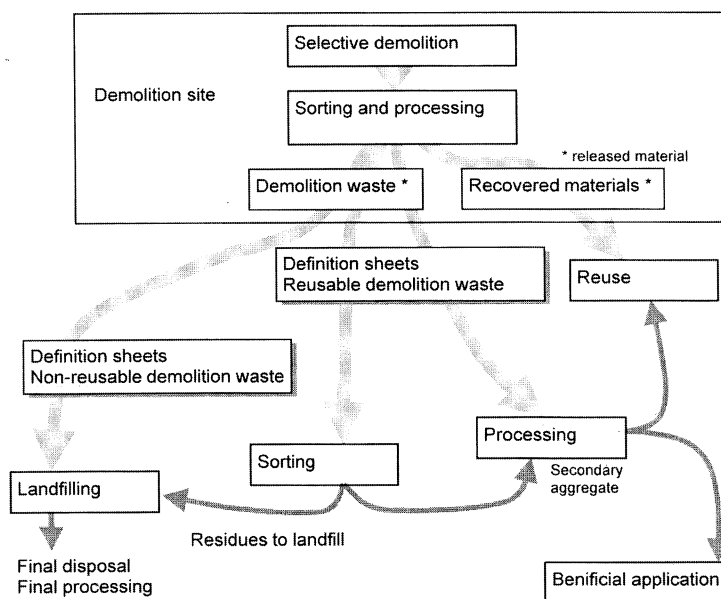 Selective demolition
Demolition site
Sorting and processing
* released material
Demolition waste *
Recovered materials *
Definition sheets
Reusable demolition waste
Reuse
Definition sheets
Non-reusable demolition waste
Processing
Sorting
Secondary
aggregate
Landfilling
Residues to landfill
Final disposal
Final processing
Benificial application